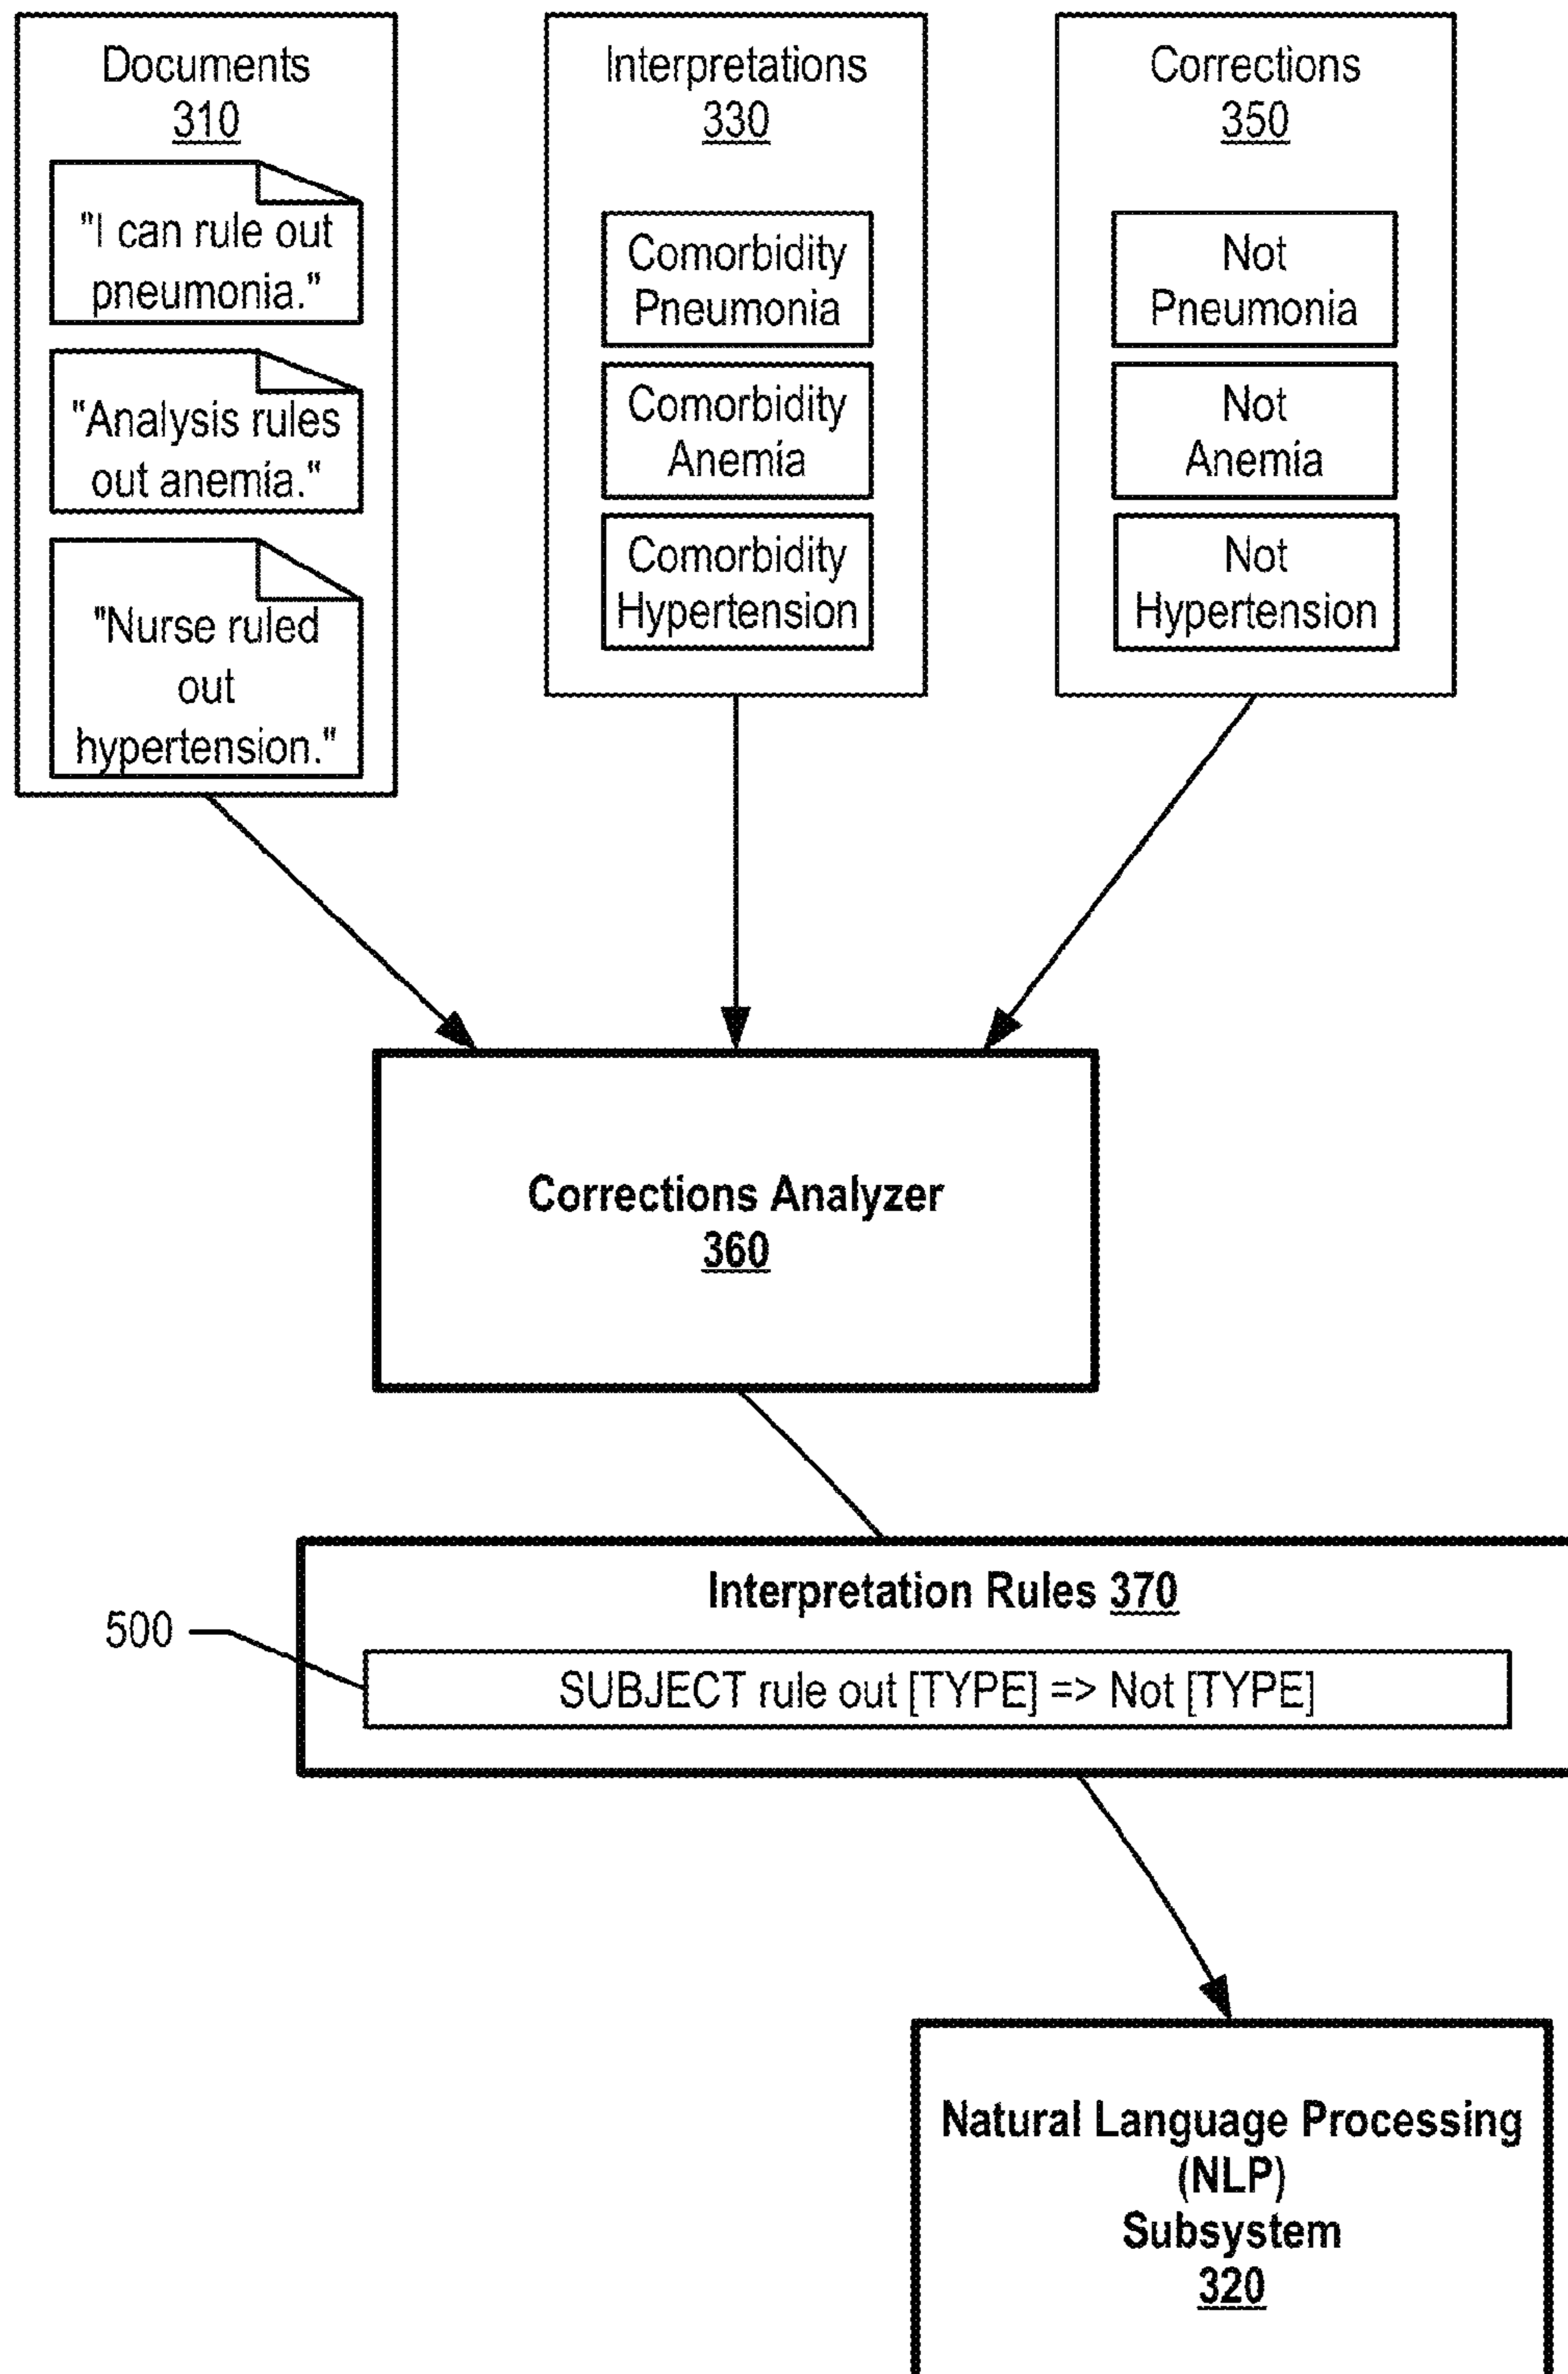 Documents
310
"I can rule out
pneumonia."
"Analysis rules
out anemia."
"Nurse ruled
out
hypertension."
Interpretations
330
Comorbidity
Pneumonia
Comorbidity
Anemia
Comorbidity
Hypertension
Corrections
350
Not
Pneumonia
Not
Anemia
Not
Hypertension
Corrections Analyzer
360
Interpretation Rules 370
500
SUBJECT rule out [TYPE] => Not [TYPE]
Natural Language Processing
(NLP)
Subsystem
320